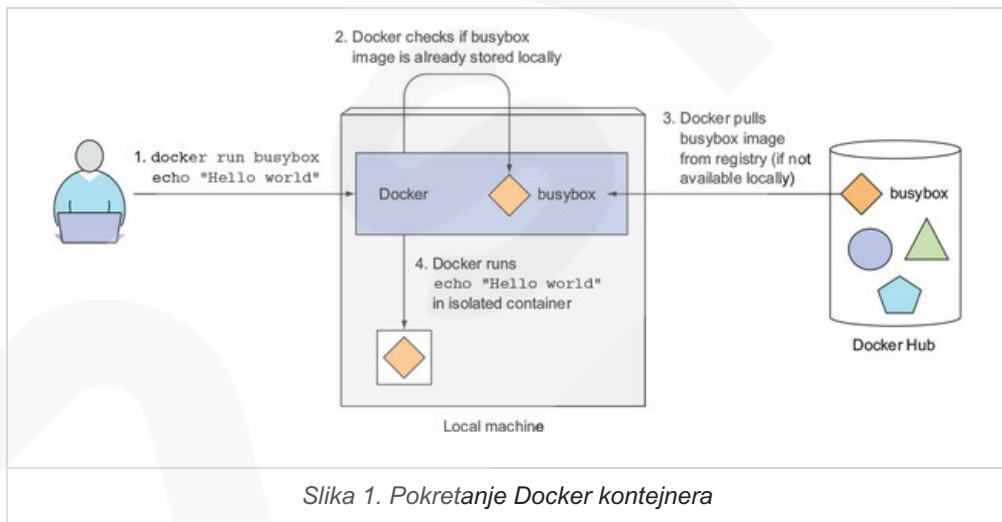 2. Docker checks if busybox
image is already stored locally
1. docker run busybox
echo "Hello world"
3. Docker pulls
busybox image
from registry (if not
available locally)
Docker
busybox
busybox
4. Docker runs
echo "Hello world"
in isolated container
Docker Hub
Local machine
Slika 1. Pokretanje Docker kontejnera